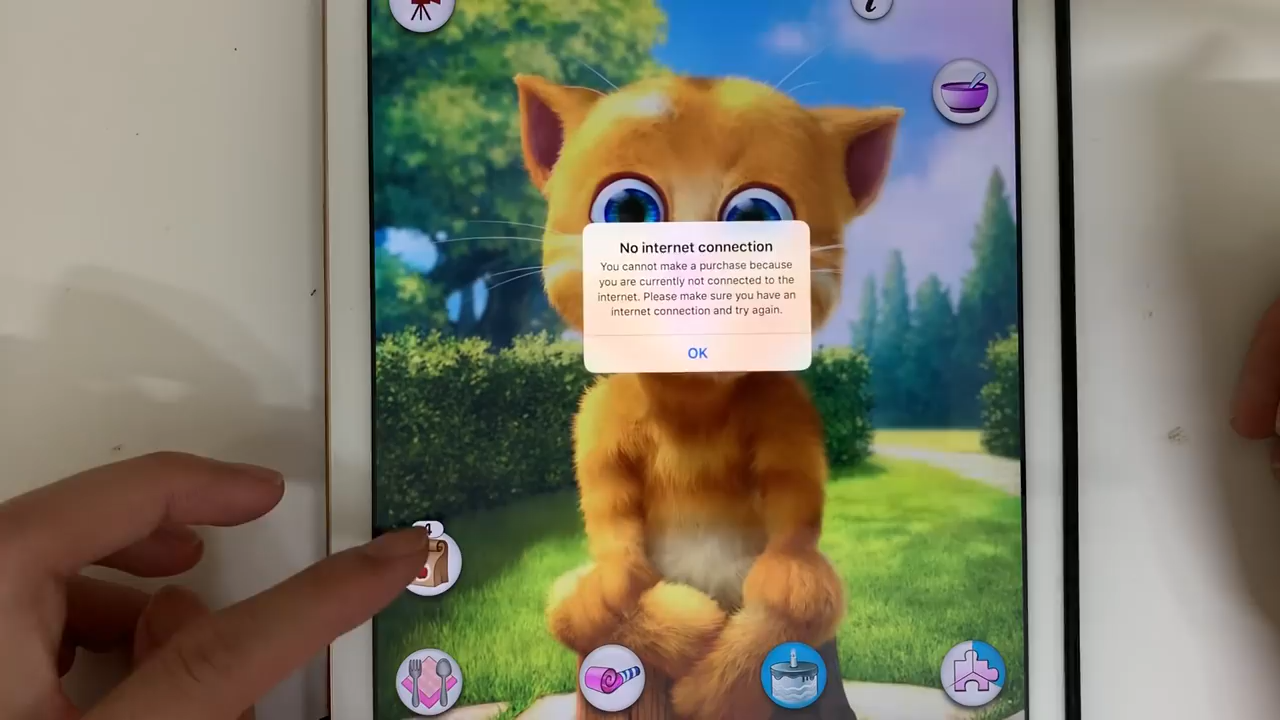 i
No internet connection
You cannot make a purchase because
you are currently not connected to the
internet. Please make sure you have an
internet connection and try again.
OK
4